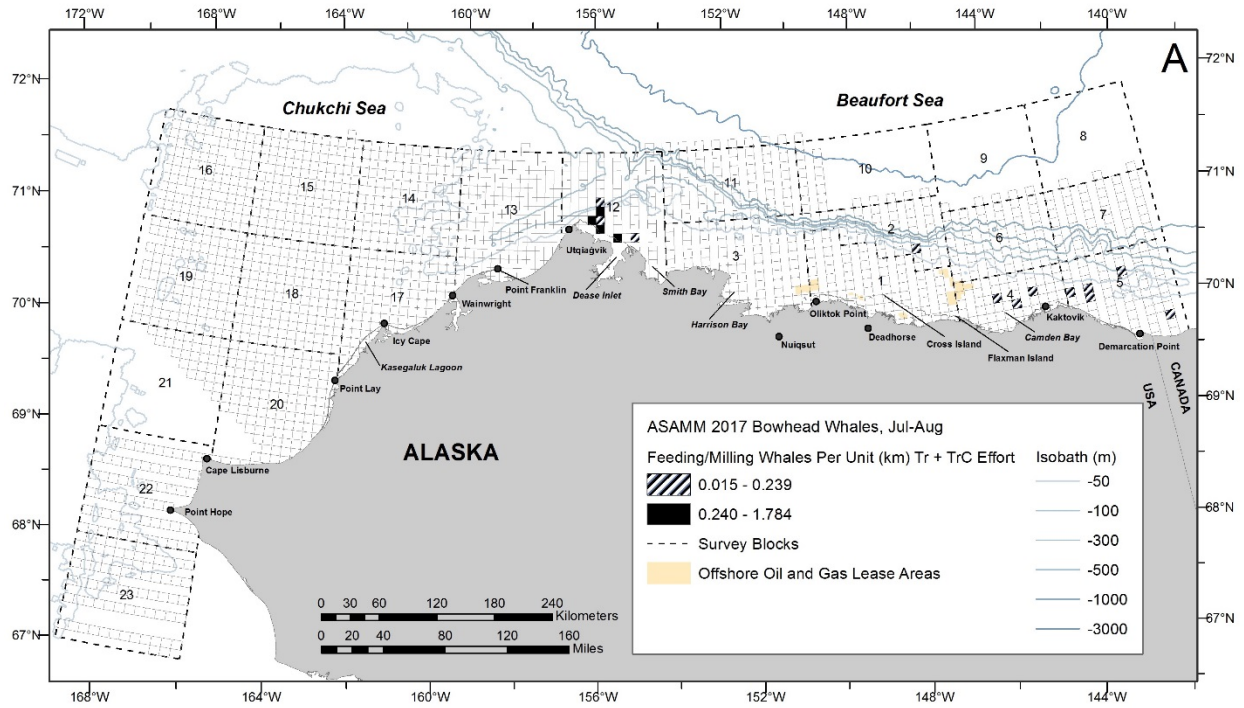 172°W 168°W 164°W 160°W 156°W 152°W 148°W 144°W 140°W
A
72°N
72°N
Chukchi Sea
Beaufort Sea
8
9
10
16
15
14
11
71°N
71°N
13
12
7
2
6
Utqiaġvik
3
19
18
17
Point Franklin
Dease Inlet
Smith Bay
1
4
5
70°N
70°N
Wainwright
Harrison Bay
Oliktok Point
Kaktovik
Icy Cape
Nuiqsut
Deadhorse
Cross Island
Camden Bay
Demarcation Point
Flaxman Island
Kasegaluk Lagoon
Point Lay
21
20
69°N
69°N
USA
CANADA
ALASKA
Cape Lisburne
22
Point Hope
68°N
68°N
23
67°N
67°N
ASAMM 2017 Bowhead Whales, Jul-Aug
Feeding/Milling Whales Per Unit (km) Tr + TrC Effort
0.015 - 0.239
0.240 - 1.784
Survey Blocks
Offshore Oil and Gas Lease Areas
Isobath (m)
-50
-100
-300
-500
-1000
-3000
0 30 60 120 180 240
Kilometers
0 20 40 80 120 160
Miles
168°W 164°W 160°W 156°W 152°W 148°W 144°W